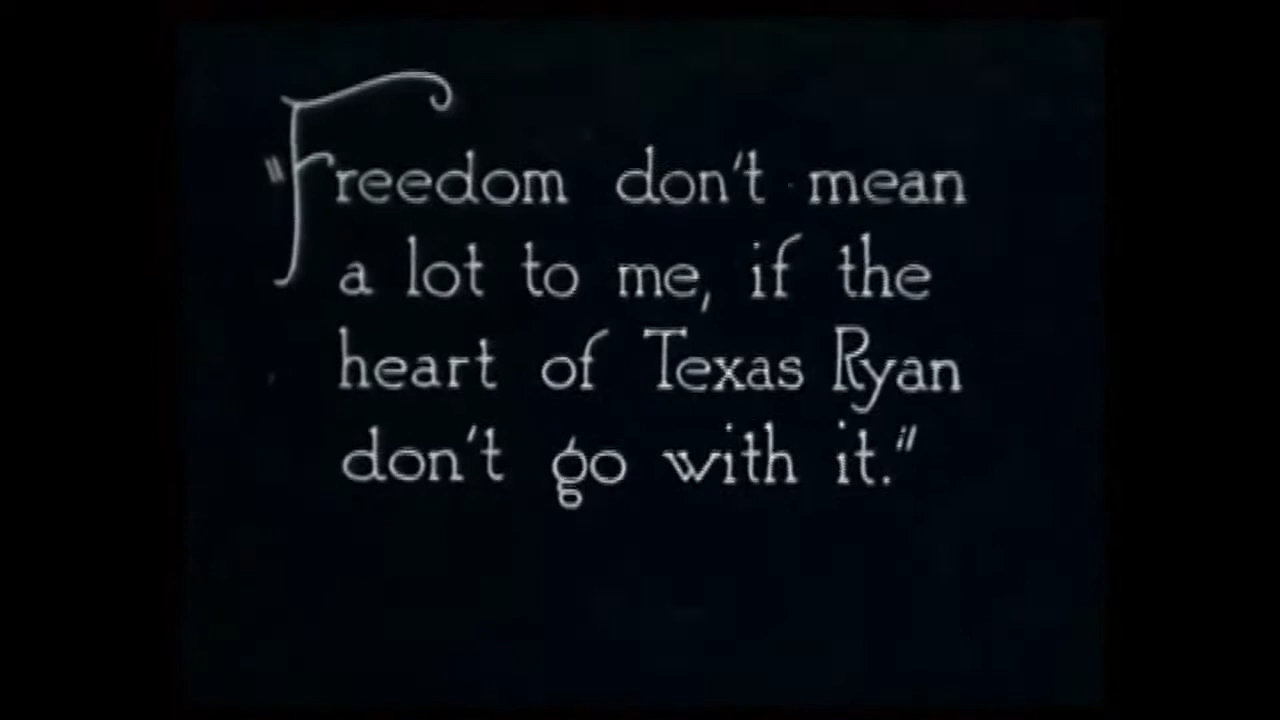 "Freedom don't mean
a lot to me, if the
heart of Texas Ryan
don't go with it."